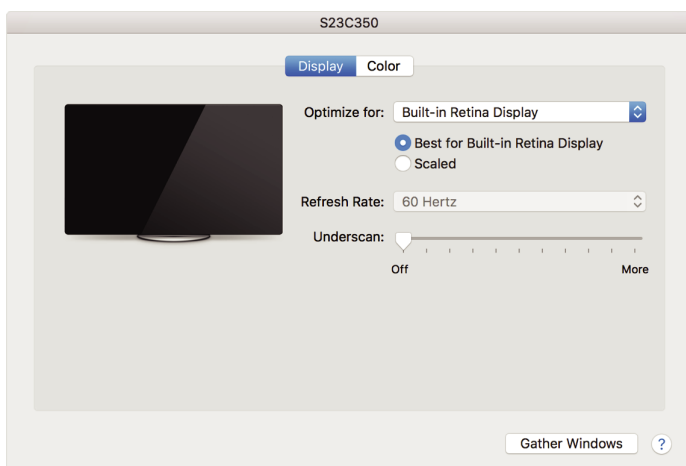 S23C350
Display Color
Optimize for: Built-in Retina Display
Best for Built-in Retina Display
Scaled
Refresh Rate: 60 Hertz
Underscan:
Off More
Gather Windows ?